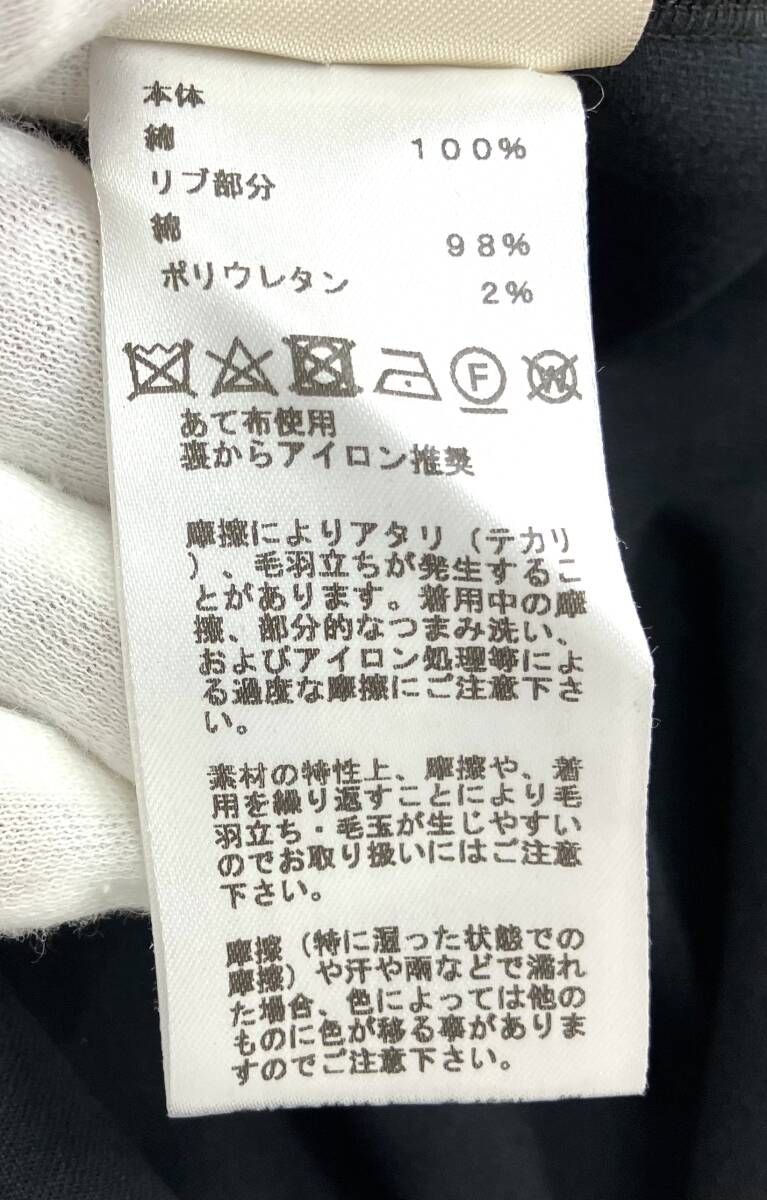 本体
綿 100%
リブ部分
綿 98%
ポリウレタン 2%
F W
あて布使用
裏からアイロン推奨
摩擦によりアタリ(テカリ
)、毛羽立ちが発生するこ
とがあります。着用中の摩
擦、部分的なつまみ洗い、
およびアイロン処理等によ
る過度な摩擦にご注意下さ
い。
素材の特性上、摩擦や、着
用を繰り返すことにより毛
羽立ち・毛玉が生じやすい
のでお取り扱いにはご注意
下さい。
摩擦(特に湿った状態での
摩擦)や汗や雨などで濡れ
た場合、色によっては他の
ものに色が移る事がありま
すのでご注意下さい。